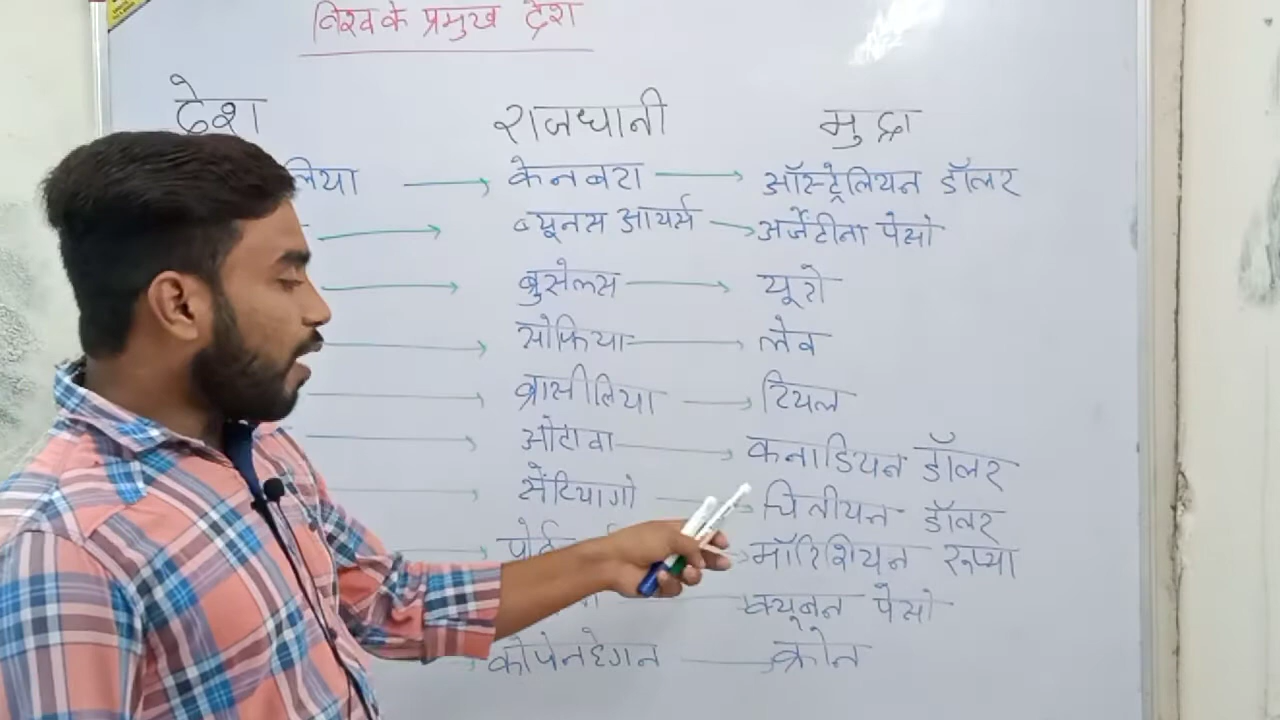 विश्व के प्रमुख देश
देश राजधानी मुद्रा
लिया → केनबरा → ऑस्ट्रेलियन डॉलर
→ ब्यूनस आयर्स → अर्जेंटीना पेसो
→ ब्रुसेल्स → यूरो
→ सोफिया → लेव
→ ब्रासीलिया → रियल
→ ओटावा → कनाडियन डॉलर
→ सेंटियागो → चिलीयन डॉलर
→ → मॉरिशियन रूप्या
क्यूबन पेसो
कोपेनहेगन → क्रोन